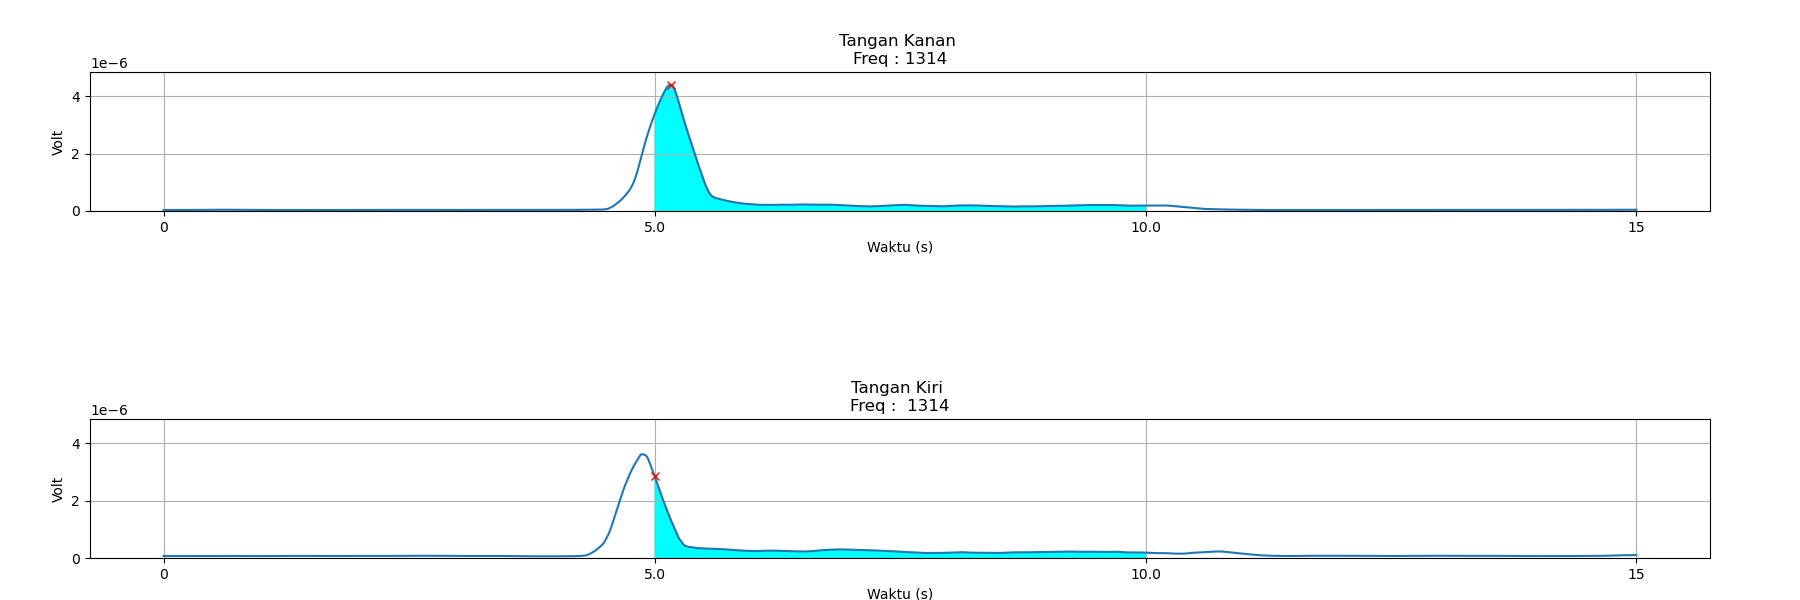 Tangan Kanan
Freq : 1314
1e−6
4
2
0
Volt
0 5.0 10.0 15
Waktu (s)
Tangan Kiri
Freq :  1314
1e−6
4
2
0
Volt
0 5.0 10.0 15
Waktu (s)